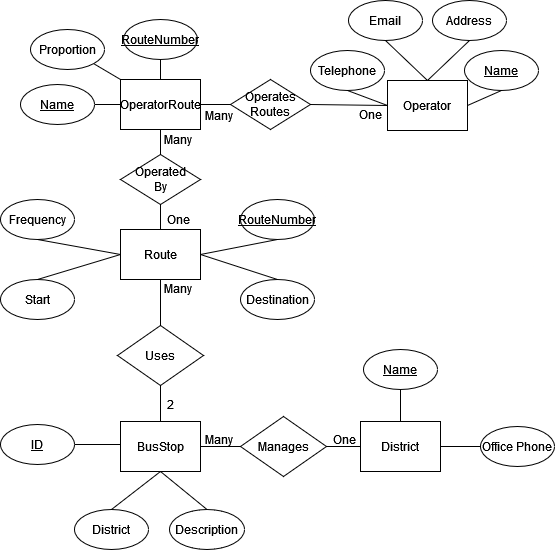 Email
Address
RouteNumber
Proportion
Telephone
Name
Name
OperatorRoute
Operates
Routes
Operator
Many
One
Many
Operated
By
One
Frequency
RouteNumber
Route
Start
Many
Destination
Uses
Name
2
ID
BusStop
Many
Manages
One
District
Office Phone
District
Description